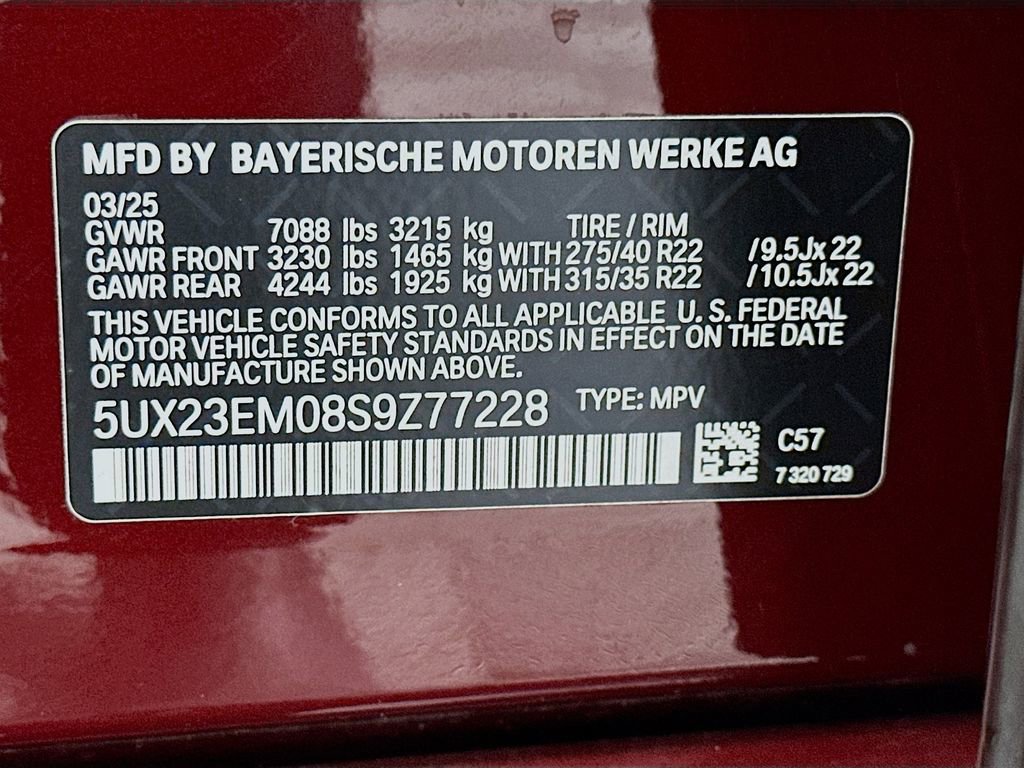 MFD BY BAYERISCHE MOTOREN WERKE AG
03/25
GVWR 7088 lbs 3215 kg TIRE / RIM
GAWR FRONT 3230 lbs 1465 kg WITH 275/40 R22 /9.5Jx22
GAWR REAR 4244 lbs 1925 kg WITH 315/35 R22 /10.5Jx22
THIS VEHICLE CONFORMS TO ALL APPLICABLE U. S. FEDERAL
MOTOR VEHICLE SAFETY STANDARDS IN EFFECT ON THE DATE
OF MANUFACTURE SHOWN ABOVE.
5UX23EM08S9Z77228 TYPE: MPV
C57
7 320 729